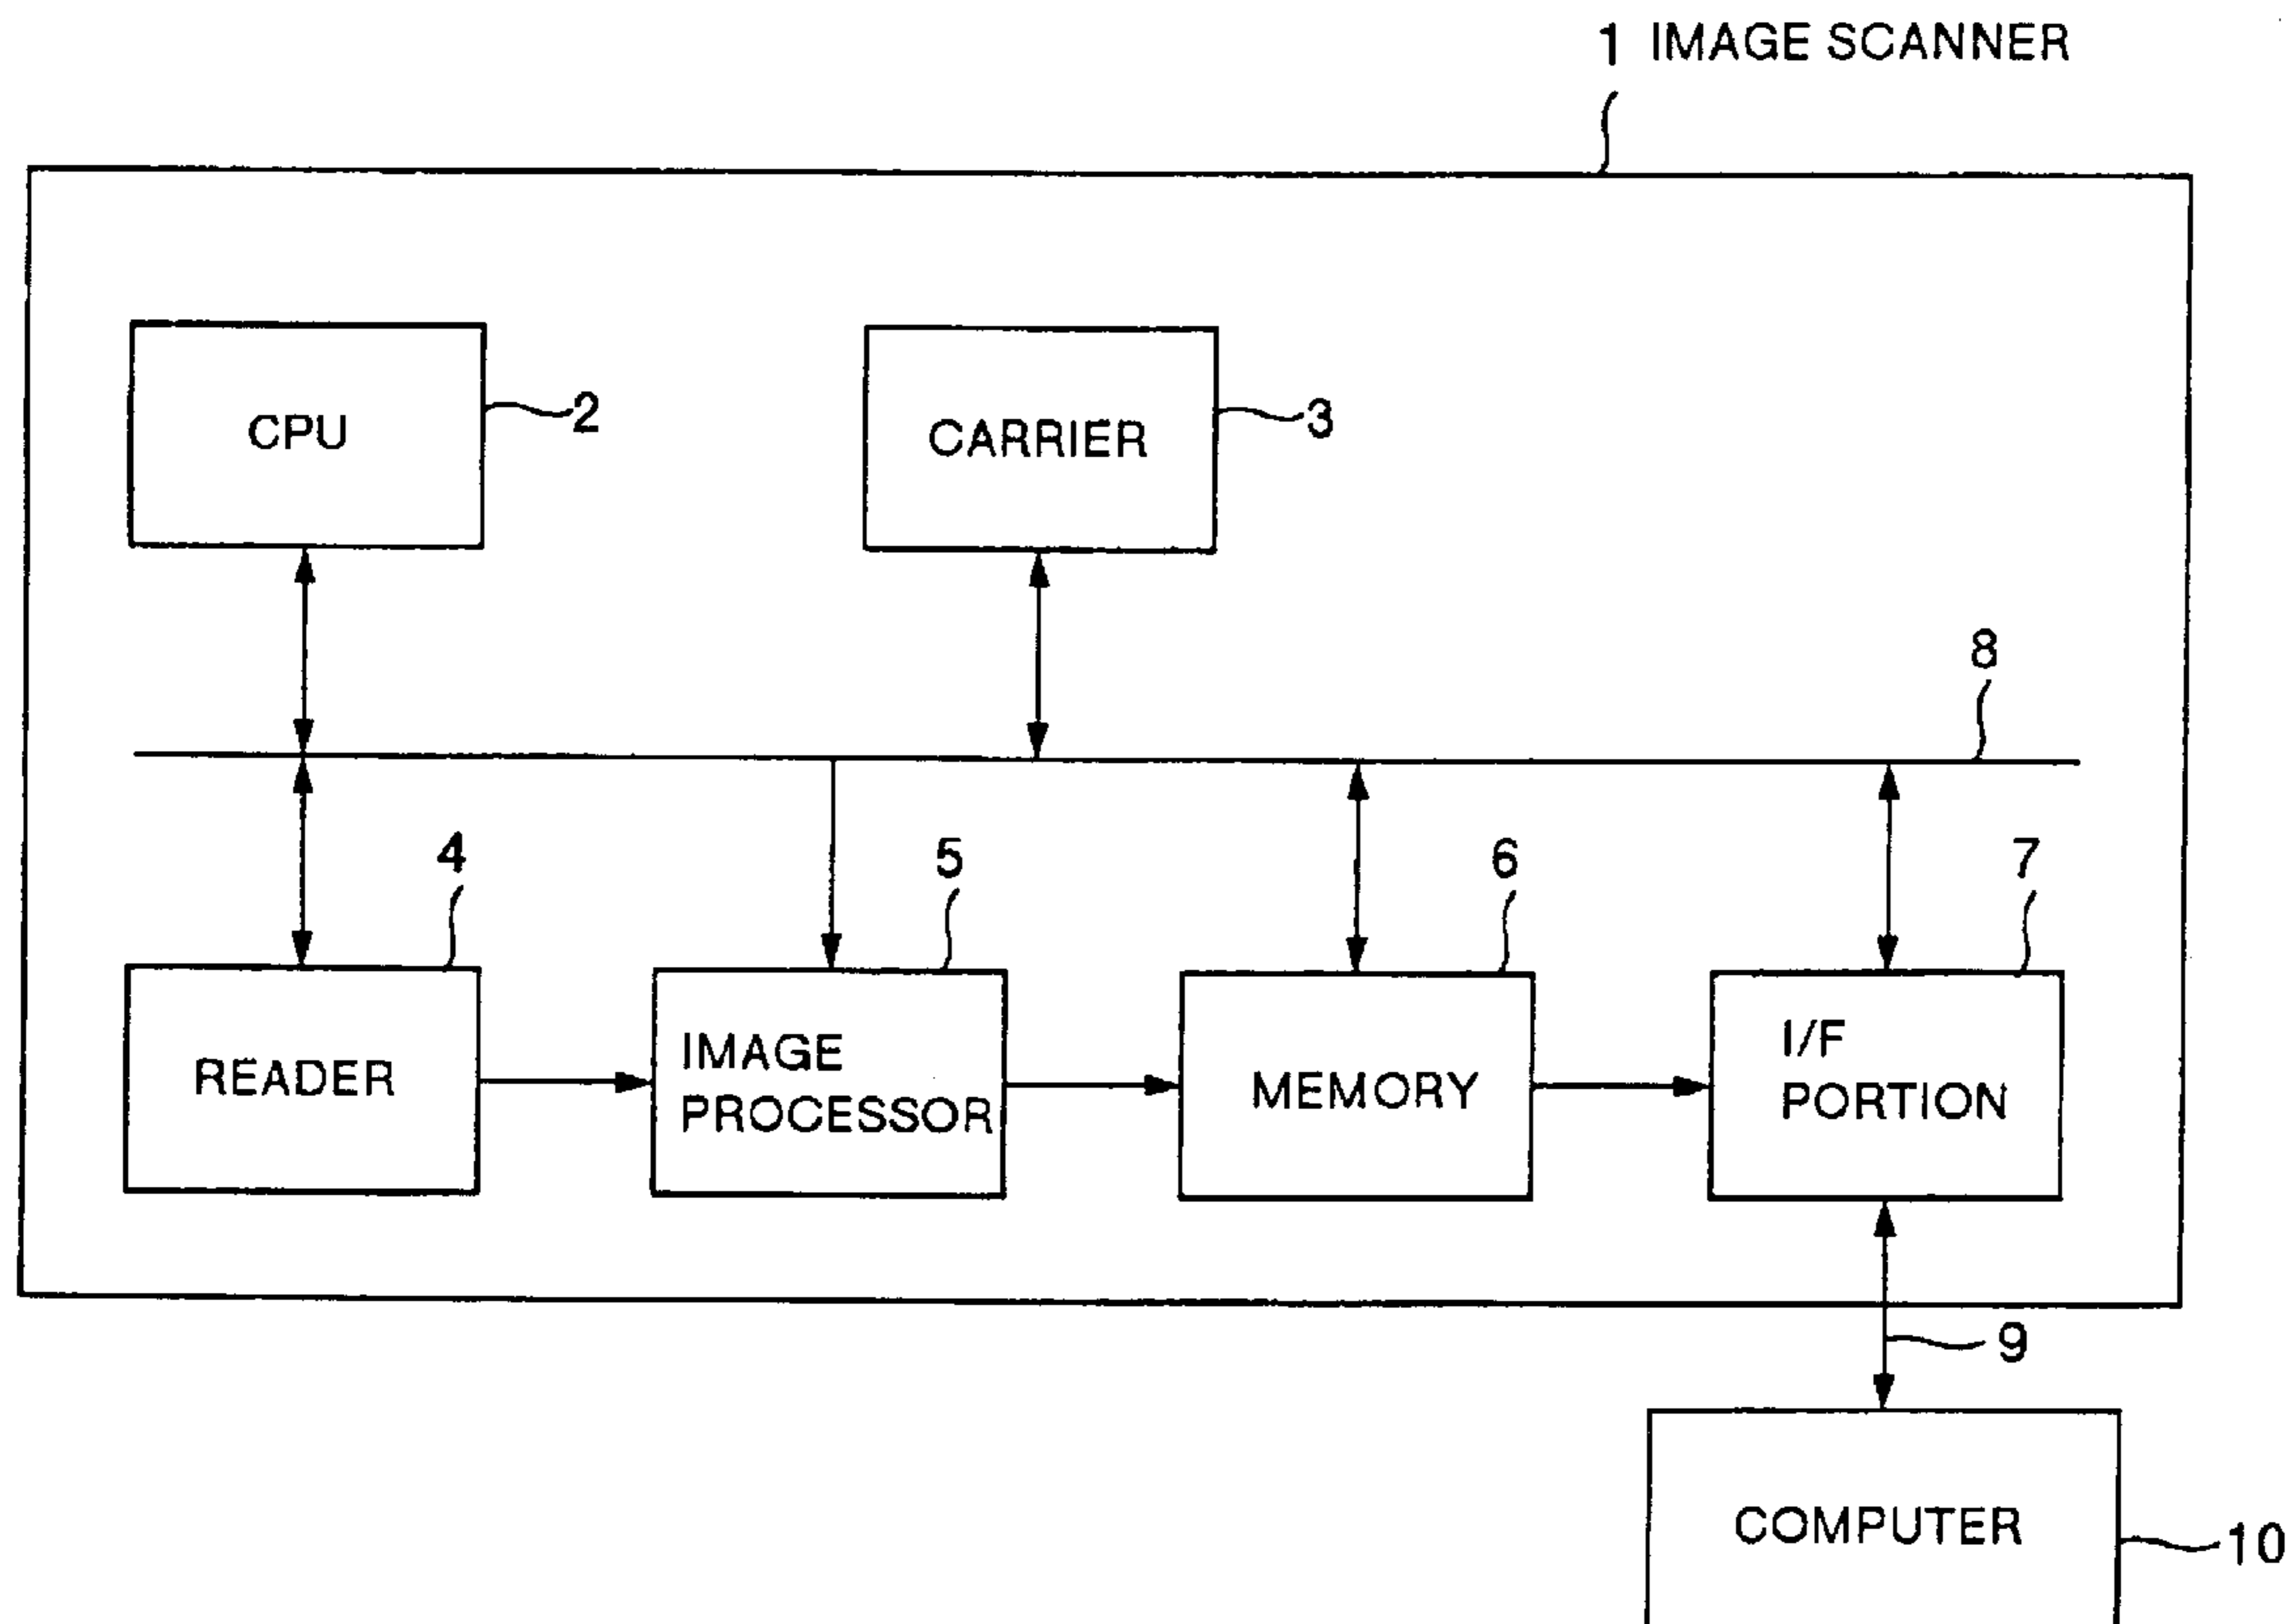 1 IMAGE SCANNER
CPU
2
CARRIER
3
8
4
5
6
7
READER
IMAGE
PROCESSOR
MEMORY
I/F
PORTION
9
COMPUTER
10